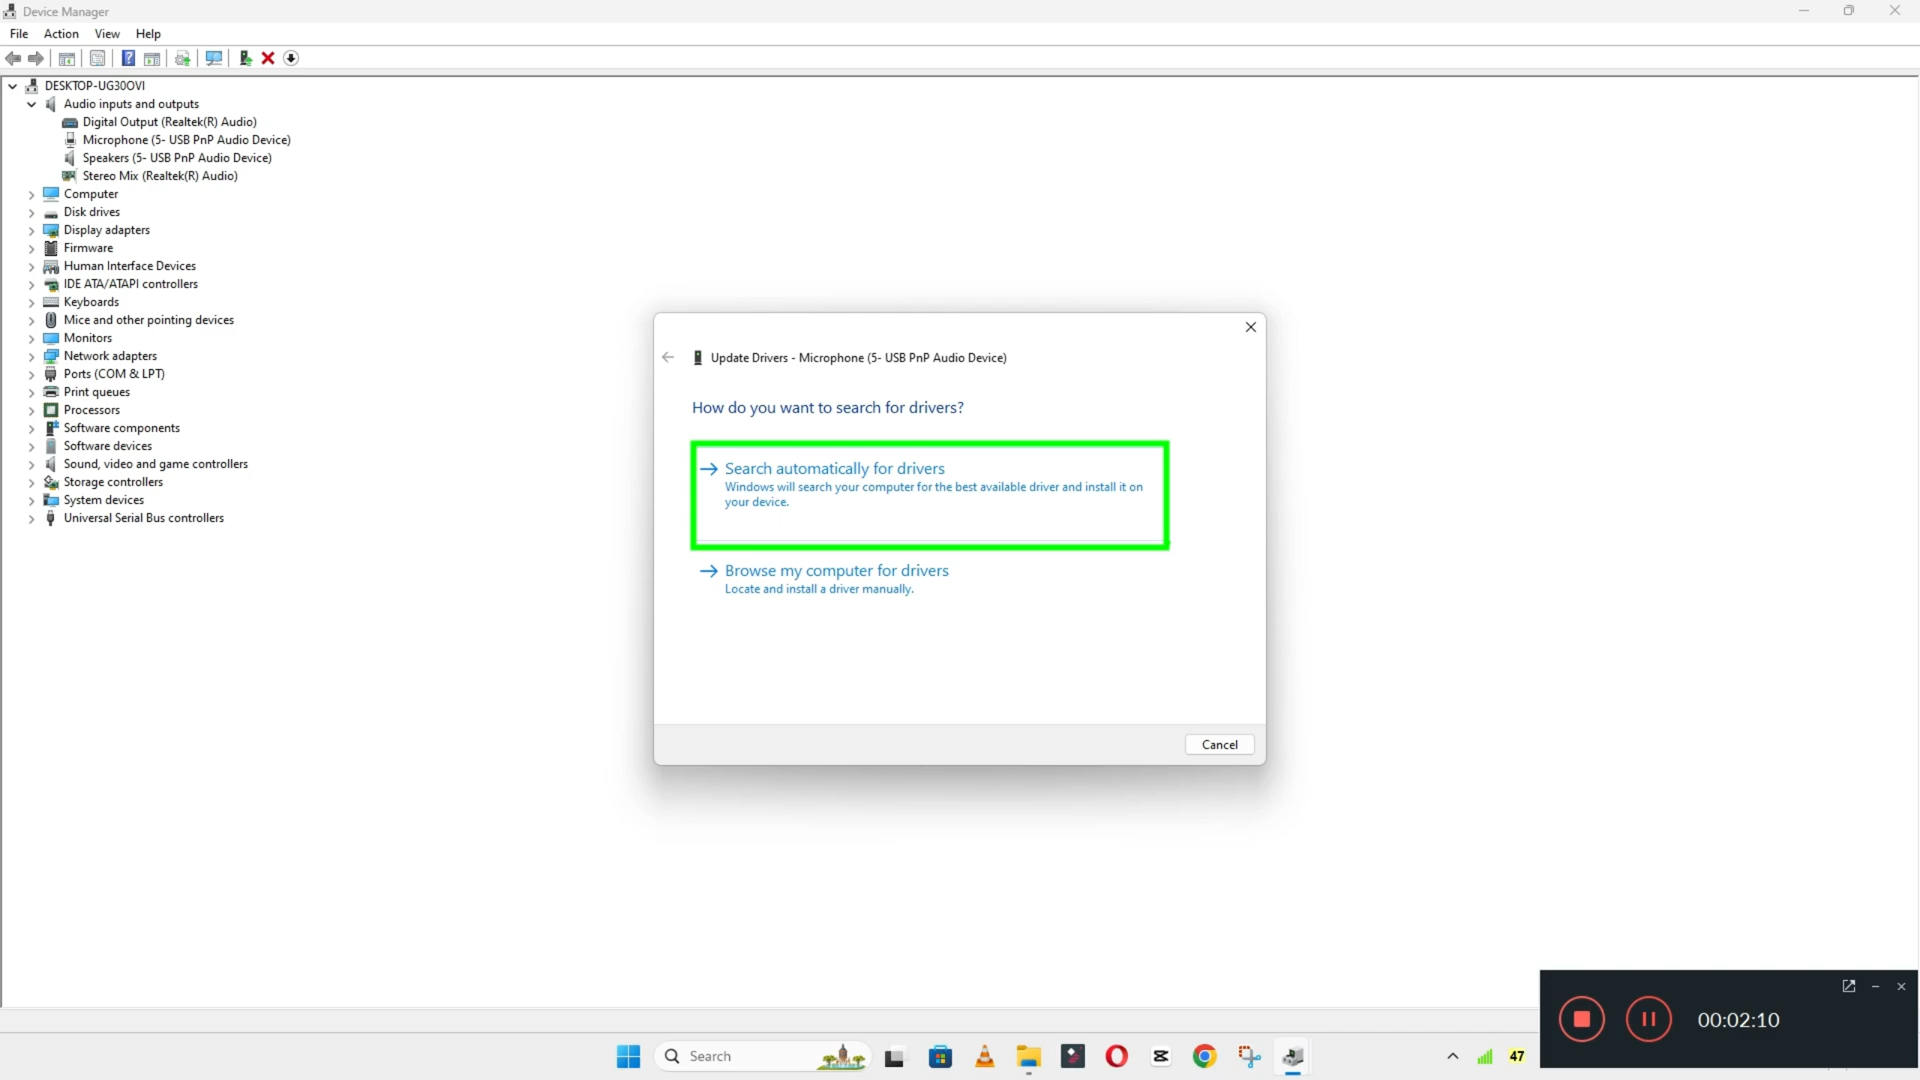 Device Manager
File Action View Help
DESKTOP-UG30OVI
Audio inputs and outputs
Digital Output (Realtek(R) Audio)
Microphone (5- USB PnP Audio Device)
Speakers (5- USB PnP Audio Device)
Stereo Mix (Realtek(R) Audio)
Computer
Disk drives
Display adapters
Firmware
Human Interface Devices
IDE ATA/ATAPI controllers
Keyboards
Mice and other pointing devices
Monitors
Network adapters
Ports (COM & LPT)
Print queues
Processors
Software components
Software devices
Sound, video and game controllers
Storage controllers
System devices
Universal Serial Bus controllers
Update Drivers - Microphone (5- USB PnP Audio Device)
How do you want to search for drivers?
Search automatically for drivers
Windows will search your computer for the best available driver and install it on
your device.
Browse my computer for drivers
Locate and install a driver manually.
Cancel
00:02:10
Search
47